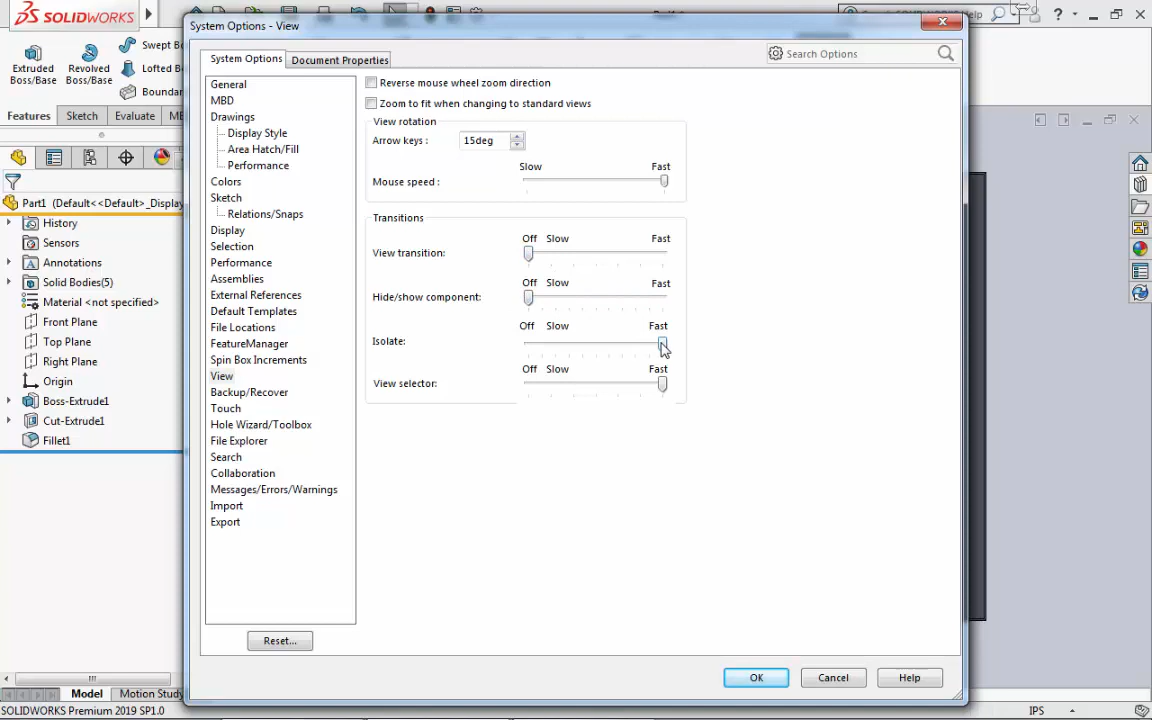 SOLIDWORKS
System Options - View
Help
?
Extruded
Boss/Base
Revolved
Boss/Base
Swept B
Lofted B
Boundar
Features
Sketch
Evaluate
System Options
Document Properties
Search Options
General
MBD
Drawings
Display Style
Area Hatch/Fill
Performance
Colors
Sketch
Relations/Snaps
Display
Selection
Performance
Assemblies
External References
Default Templates
File Locations
FeatureManager
Spin Box Increments
View
Backup/Recover
Touch
Hole Wizard/Toolbox
File Explorer
Search
Collaboration
Messages/Errors/Warnings
Import
Export
Reset...
Reverse mouse wheel zoom direction
Zoom to fit when changing to standard views
View rotation
Arrow keys : 15deg
Slow Fast
Mouse speed :
Transitions
Off Slow Fast
View transition:
Off Slow Fast
Hide/show component:
Off Slow Fast
Isolate:
Off Slow Fast
View selector:
OK Cancel Help
Part1 (Default<<Default>_Display
History
Sensors
Annotations
Solid Bodies(5)
Material <not specified>
Front Plane
Top Plane
Right Plane
Origin
Boss-Extrude1
Cut-Extrude1
Fillet1
Model
Motion Study
SOLIDWORKS Premium 2019 SP1.0
IPS